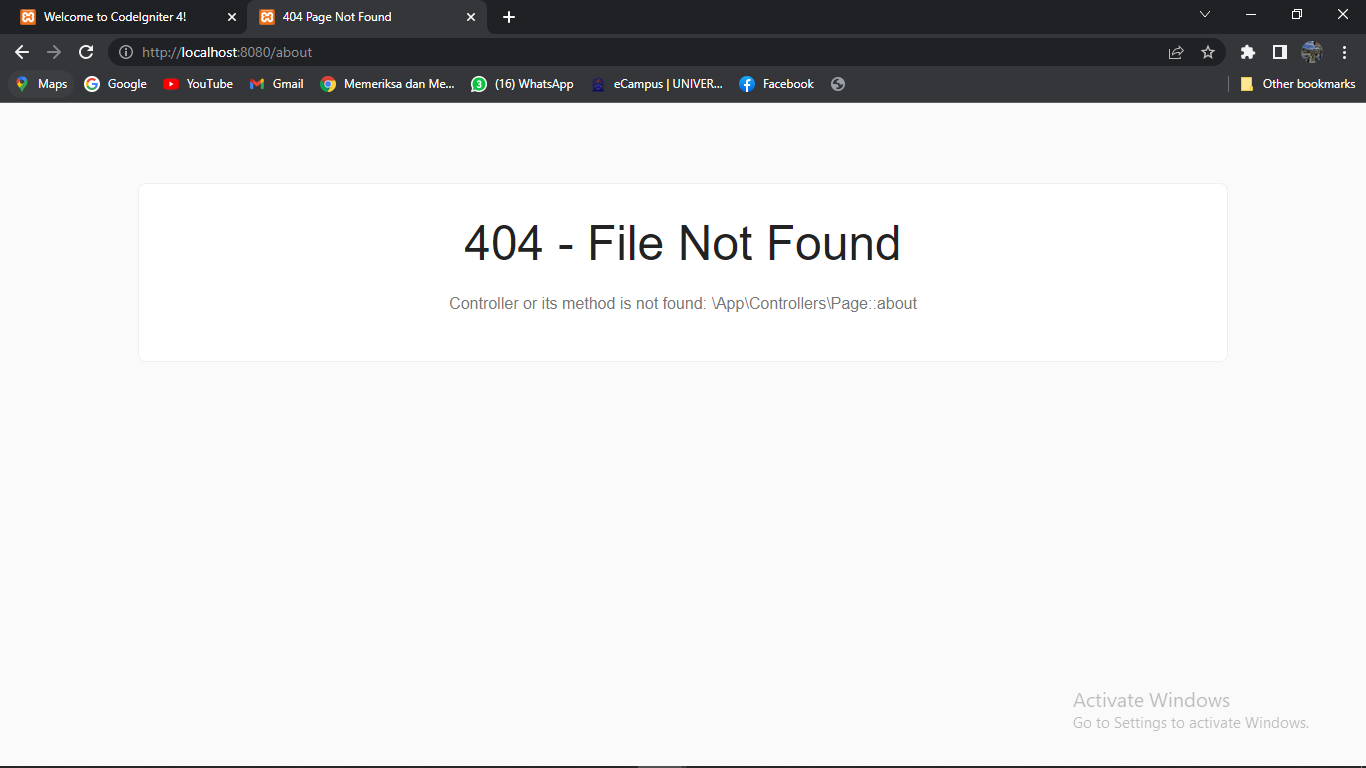 Welcome to CodeIgniter 4!
404 Page Not Found
http://localhost:8080/about
Maps
Google
YouTube
Gmail
Memeriksa dan Me...
3
(16) WhatsApp
eCampus | UNIVER...
Facebook
Other bookmarks
404 - File Not Found
Controller or its method is not found: \App\Controllers\Page::about
Activate Windows
Go to Settings to activate Windows.